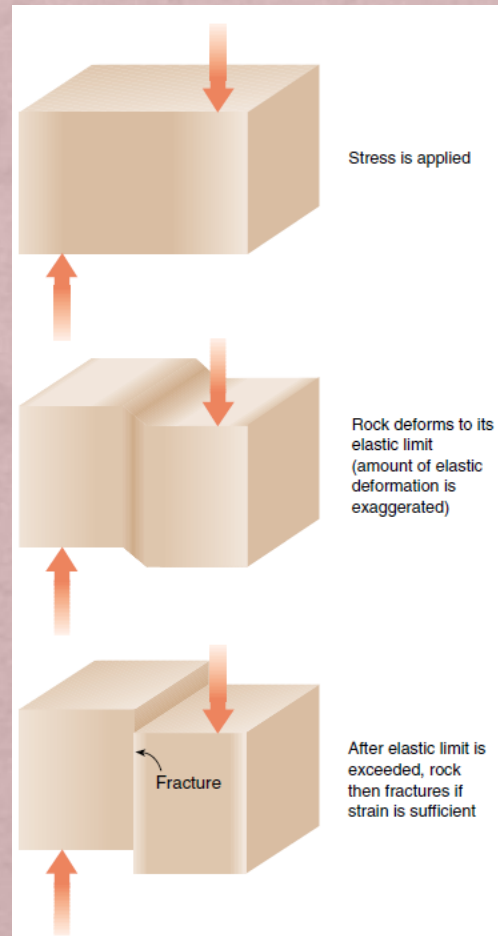 Stress is applied
Rock deforms to its
elastic limit
(amount of elastic
deformation is
exaggerated)
Fracture
After elastic limit is
exceeded, rock
then fractures if
strain is sufficient